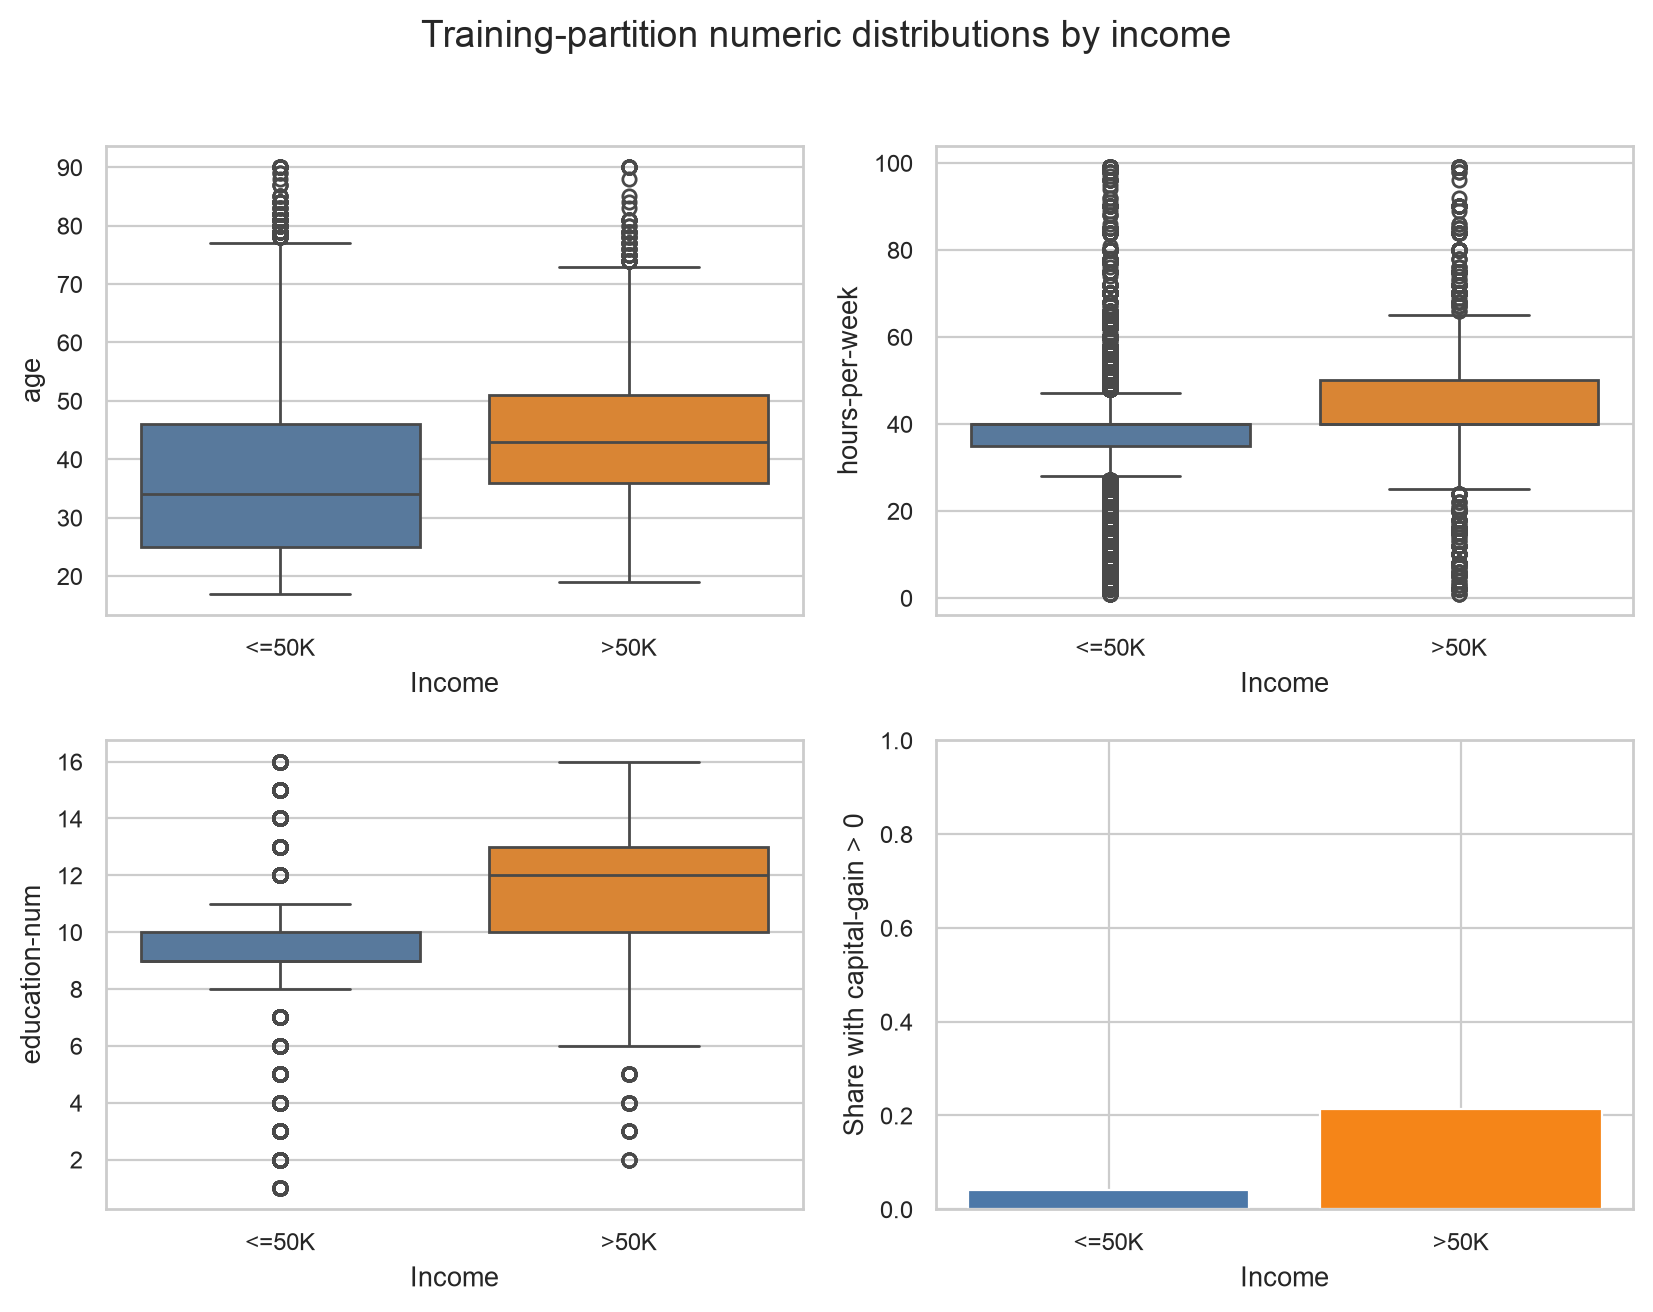 Training-partition numeric distributions by income
90
80
70
60
50
40
30
20
age
<=50K
>50K
Income
100
80
60
40
20
0
hours-per-week
<=50K
>50K
Income
16
14
12
10
8
6
4
2
education-num
<=50K
>50K
Income
1.0
0.8
0.6
0.4
0.2
0.0
Share with capital-gain > 0
<=50K
>50K
Income